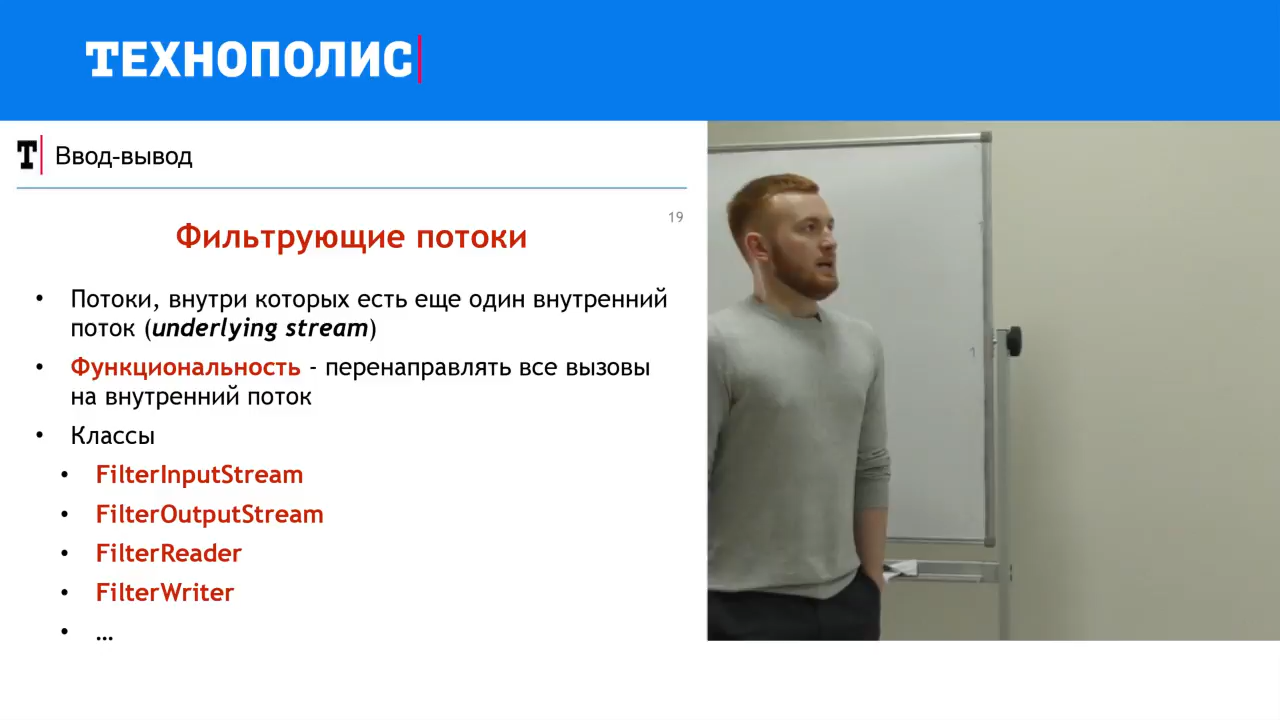 ТЕХНОПОЛИС
T Ввод-вывод
19
Фильтрующие потоки
• Потоки, внутри которых есть еще один внутренний
поток (underlying stream)
• Функциональность - перенаправлять все вызовы
на внутренний поток
• Классы
• FilterInputStream
• FilterOutputStream
• FilterReader
• FilterWriter
• ...